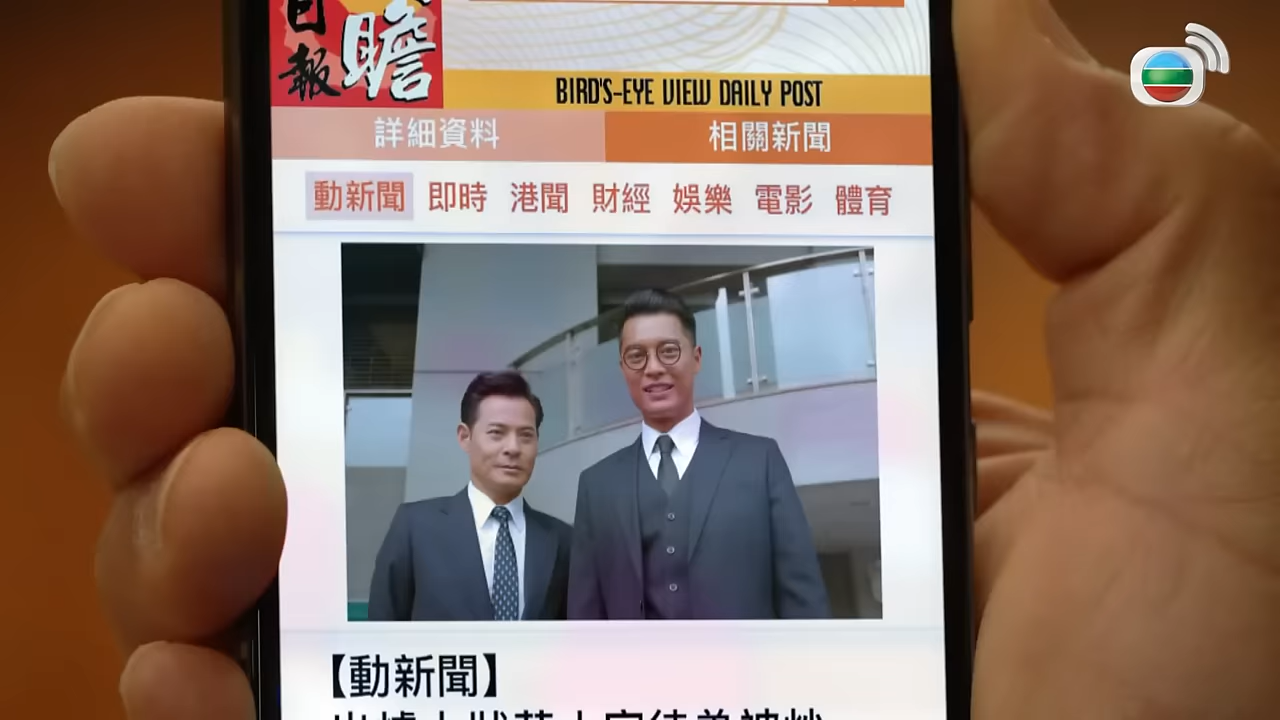 日瞻
報
BIRD'S-EYE VIEW DAILY POST
詳細資料 相關新聞
動新聞 即時 港聞 財經 娛樂 電影 體育
【動新聞】